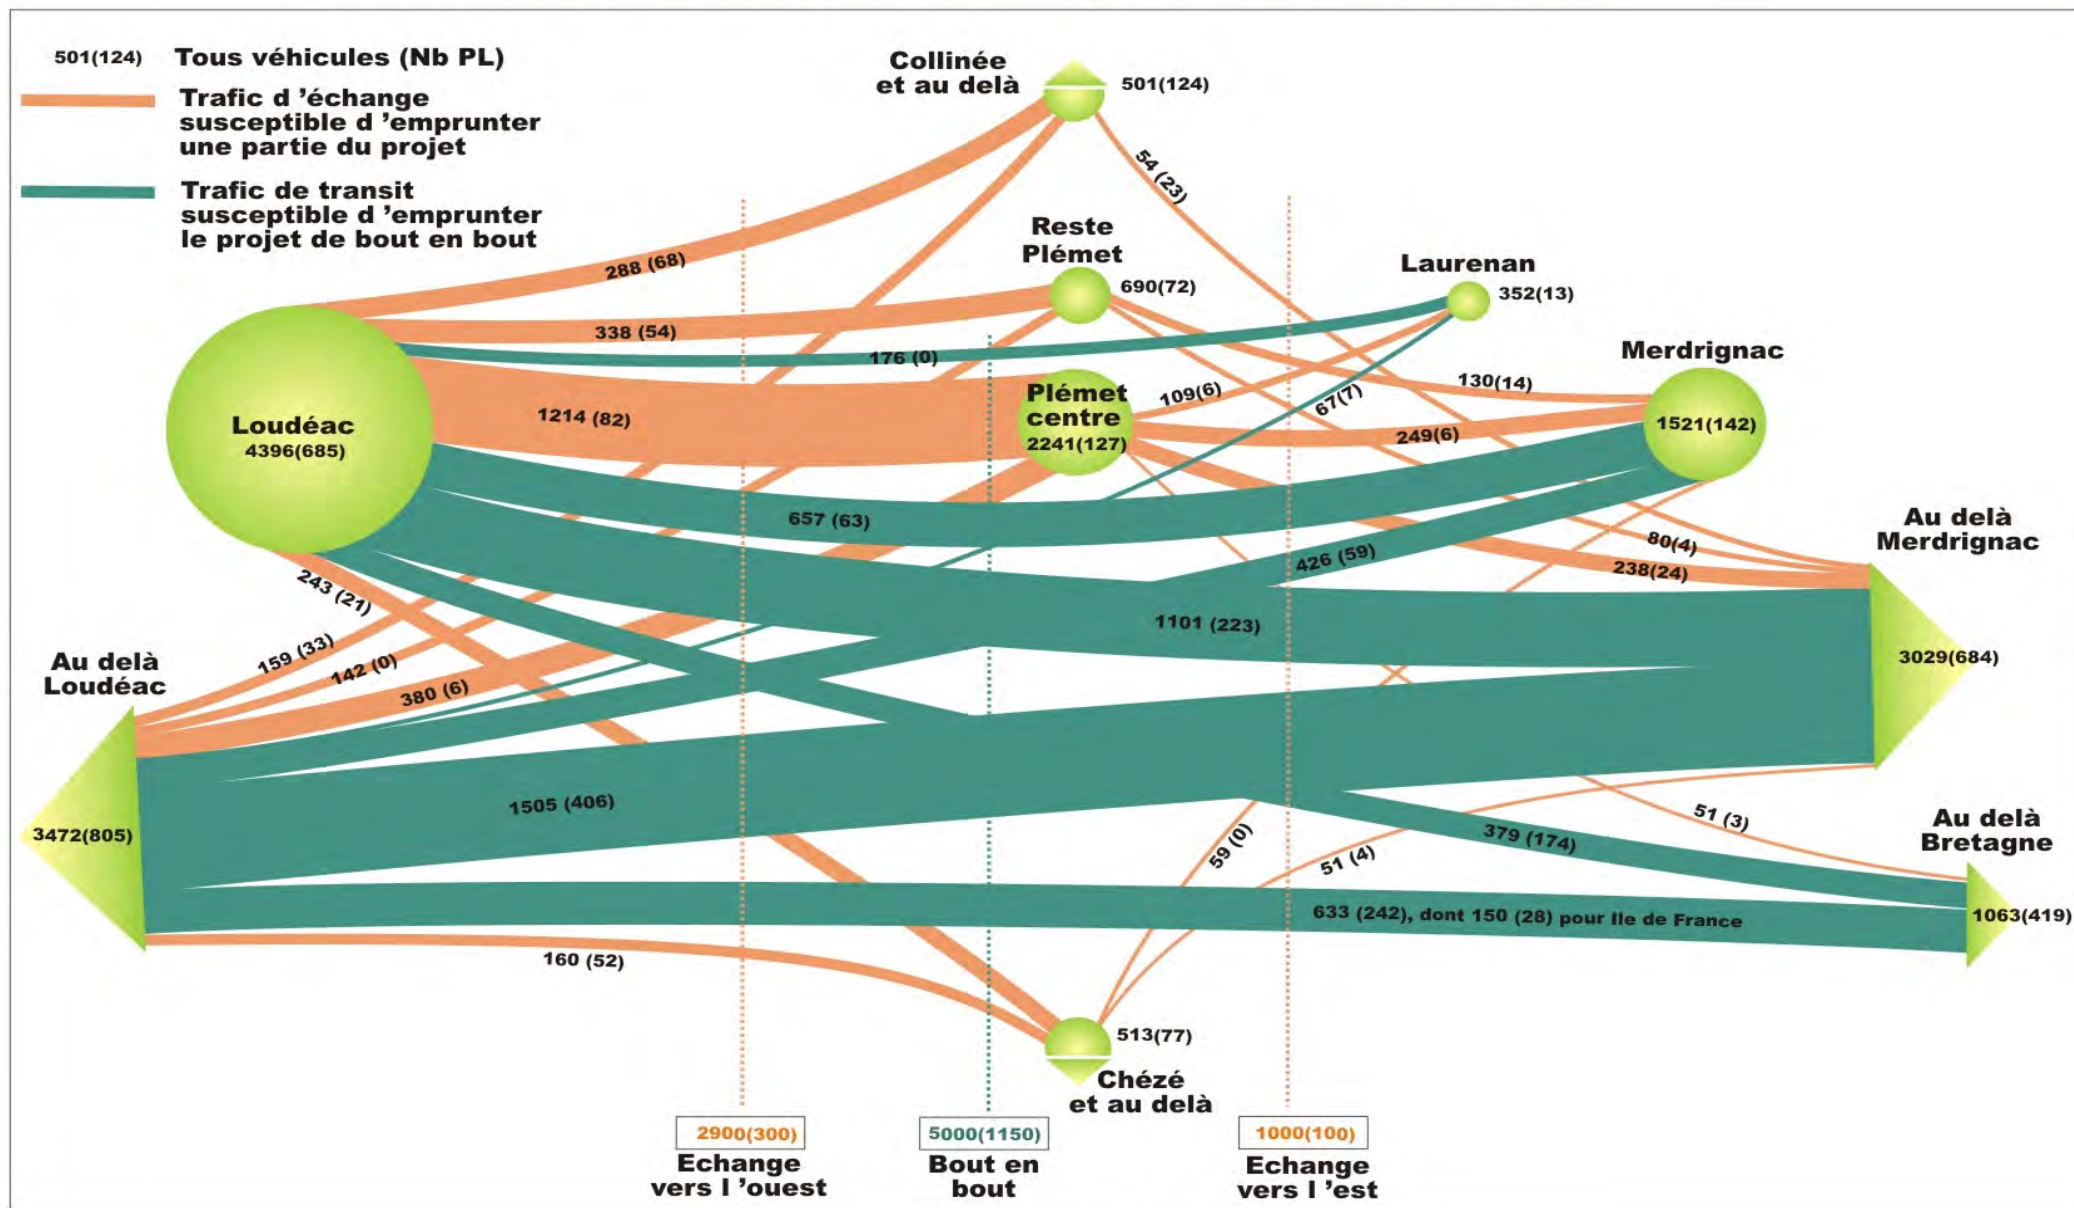 501(124) Tous véhicules (Nb PL)
Trafic d ’échange
susceptible d ’emprunter
une partie du projet
Trafic de transit
susceptible d ’emprunter
le projet de bout en bout
Collinée
et au delà
501(124)
54 (23)
Reste
Plémet
690(72)
Laurenan
352(13)
288 (68)
338 (54)
176 (0)
Merdrignac
1521(142)
130(14)
109(6)
67(7)
249(6)
Plémet
centre
2241(127)
1214 (82)
Loudéac
4396(685)
657 (63)
426 (59)
80(4)
238(24)
Au delà
Merdrignac
3029(684)
243 (21)
1101 (223)
159 (33)
142 (0)
380 (6)
Au delà
Loudéac
3472(805)
1505 (406)
59 (0)
51 (4)
379 (174)
51 (3)
Au delà
Bretagne
1063(419)
633 (242), dont 150 (28) pour Ile de France
160 (52)
513(77)
Chézé
et au delà
2900(300)
Echange
vers l ’ouest
5000(1150)
Bout en
bout
1000(100)
Echange
vers l ’est